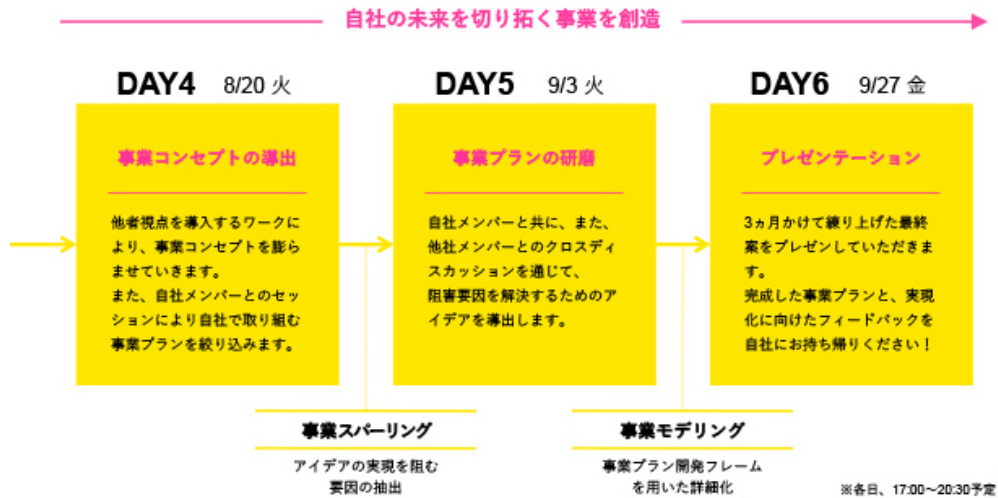 自社の未来を切り拓く事業を創造
DAY4 8/20 火
事業コンセプトの導出
他者視点を導入するワークに
より、事業コンセプトを膨ら
ませていきます。
また、自社メンバーとのセッ
ションにより自社で取り組む
事業プランを絞り込みます。
DAY5 9/3 火
事業プランの研磨
自社メンバーと共に、また、
他社メンバーとのクロスディ
スカッションを通じて、
阻害要因を解決するためのア
イデアを導出します。
DAY6 9/27 金
プレゼンテーション
3ヵ月かけて練り上げた最終
案をプレゼンしていただきま
す。
完成した事業プランと、実現
化に向けたフィードバックを
自社にお持ち帰りください！
事業スパーリング
アイデアの実現を阻む
要因の抽出
事業モデリング
事業プラン開発フレーム
を用いた詳細化
※各日、17:00〜20:30予定